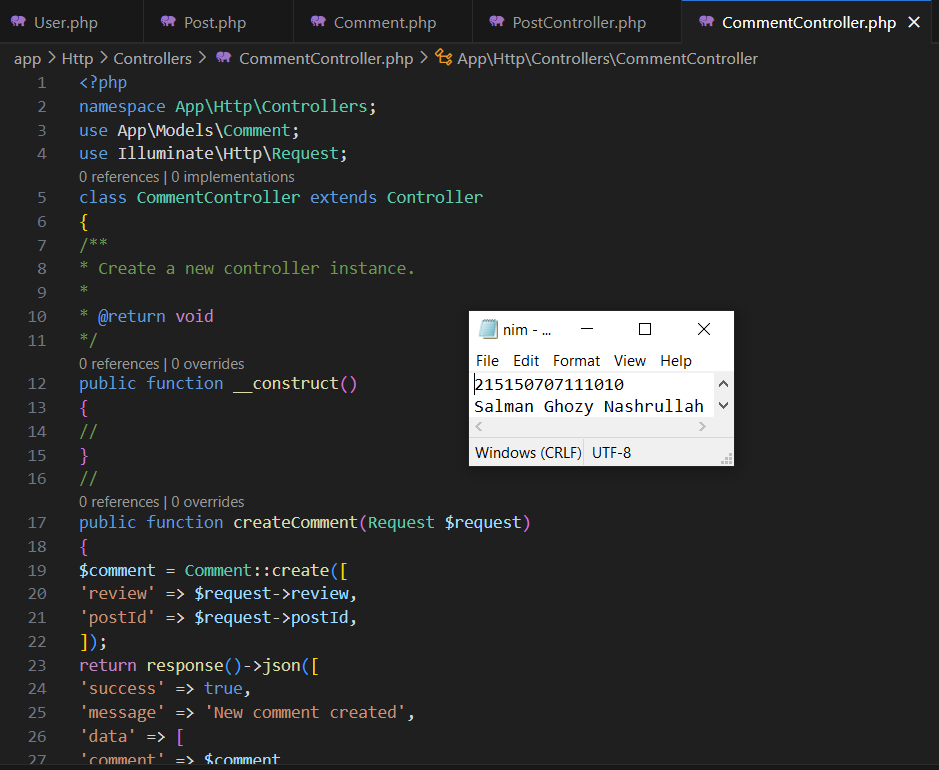 User.php Post.php Comment.php PostController.php CommentController.php
app > Http > Controllers > CommentController.php > App\Http\Controllers\CommentController
1 <?php
2 namespace App\Http\Controllers;
3 use App\Models\Comment;
4 use Illuminate\Http\Request;
0 references | 0 implementations
5 class CommentController extends Controller
6 {
7 /**
8 * Create a new controller instance.
9 *
10 * @return void
11 */
0 references | 0 overrides
12 public function __construct()
13 {
14 //
15 }
16 //
0 references | 0 overrides
17 public function createComment(Request $request)
18 {
19 $comment = Comment::create([
20 'review' => $request->review,
21 'postId' => $request->postId,
22 ]);
23 return response()->json([
24 'success' => true,
25 'message' => 'New comment created',
26 'data' => [
27 'comment' => $comment
nim - ...
File Edit Format View Help
215150707111010
Salman Ghozy Nashrullah
Windows (CRLF) UTF-8